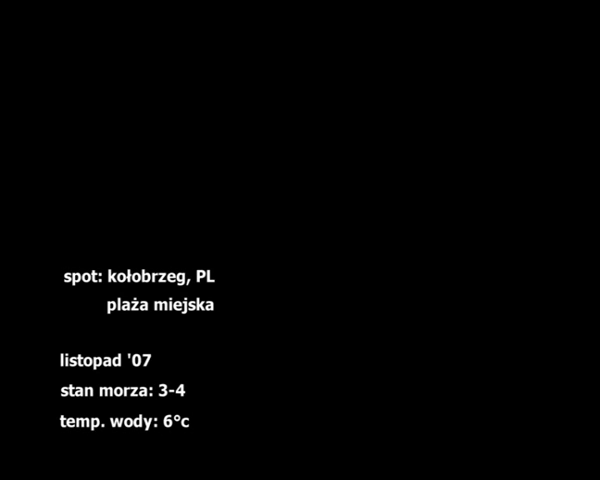 spot: kołobrzeg, PL
plaża miejska
listopad '07
stan morza: 3-4
temp. wody: 6°c